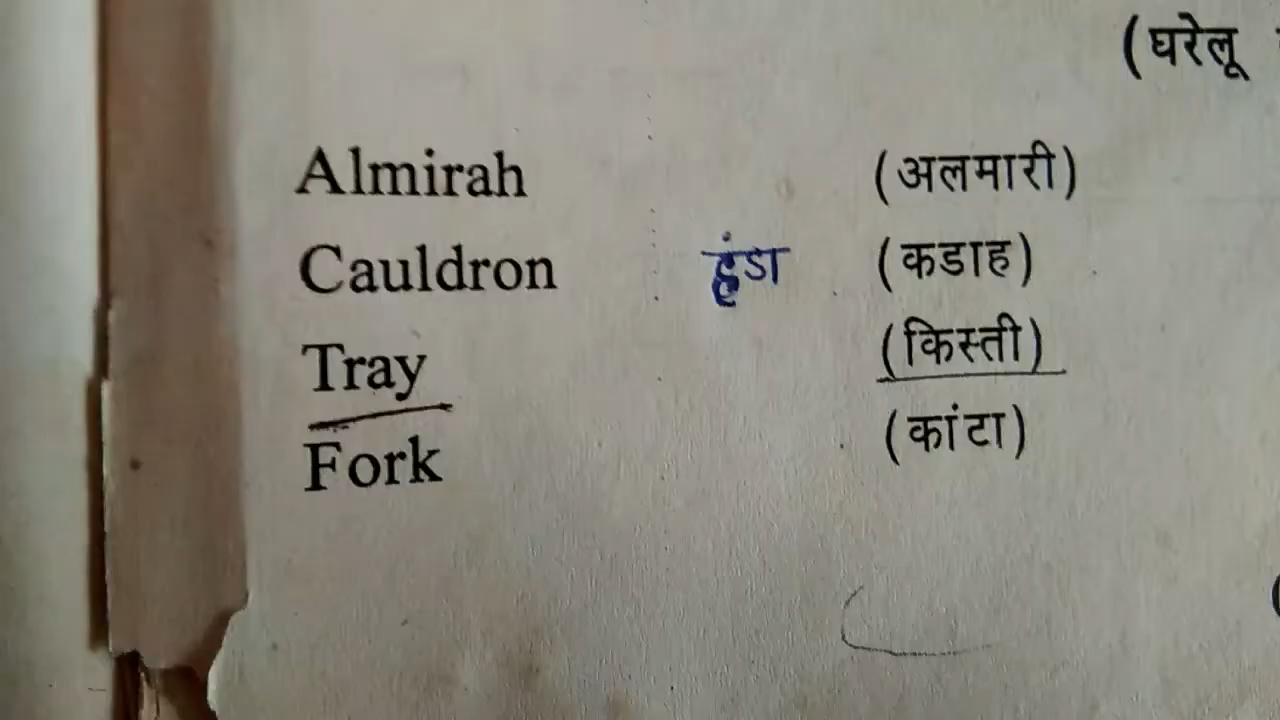 (घरेलू
Almirah (अलमारी)
Cauldron हंडा (कडाह)
Tray (किस्ती)
Fork (कांटा)